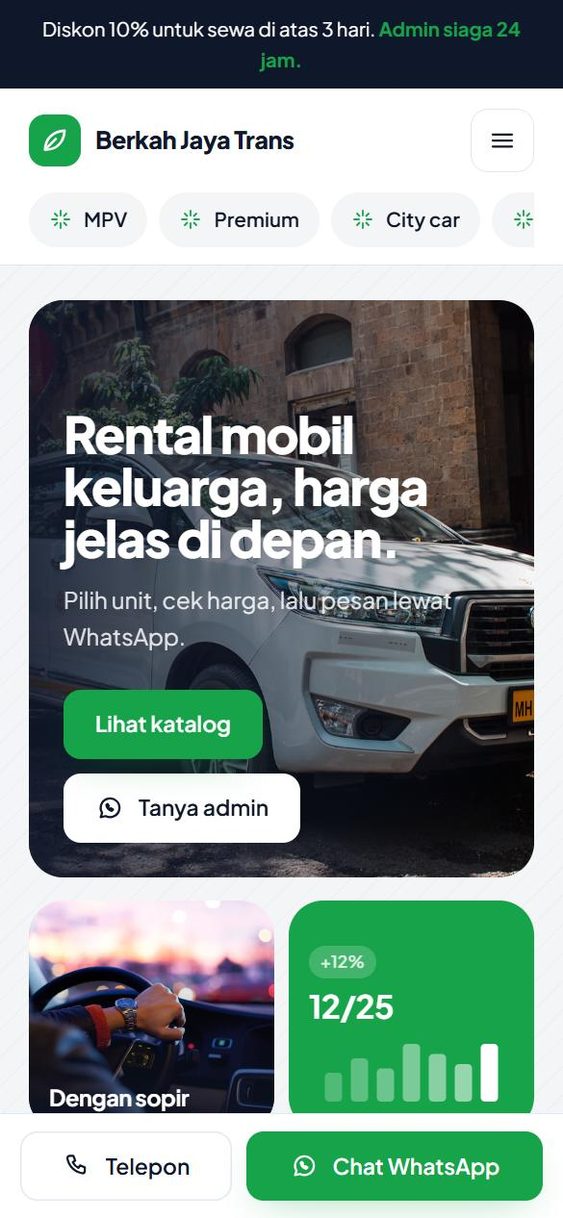 Diskon 10% untuk sewa di atas 3 hari. Admin siaga 24
jam.
Berkah Jaya Trans
MPV
Premium
City car
Rental mobil
keluarga, harga
jelas di depan.
Pilih unit, cek harga, lalu pesan lewat
WhatsApp.
MH
Lihat katalog
Tanya admin
+12%
12/25
Dengan sopir
Telepon
Chat WhatsApp